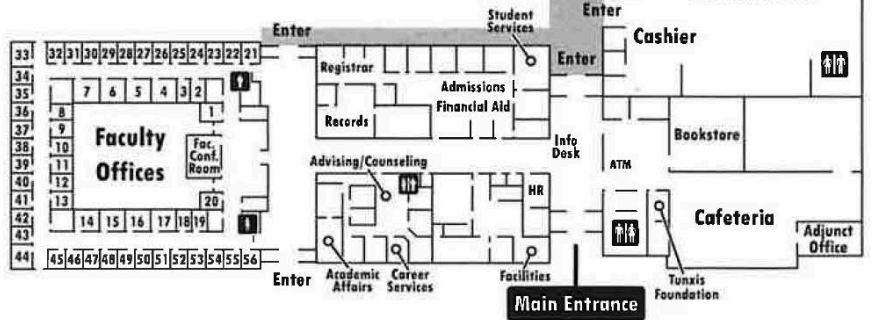 Enter
Student
Services
Enter
Enter
Cashier
33
32 31 30 29 28 27 26 25 24 23 22 21
34
35
36
37
38
39
40
41
42
43
44
7 6 5 4 3 2
1
8
9
10
11
12
13
Faculty
Offices
Fac.
Conf.
Room
20
14 15 16 17 18 19
45 46 47 48 49 50 51 52 53 54 55 56
Registrar
Admissions
Financial Aid
Records
Info
Desk
Bookstore
ATM
Advising/Counseling
HR
Cafeteria
Adjunct
Office
Enter
Academic
Affairs
Career
Services
Facilities
Tunxis
Foundation
Main Entrance